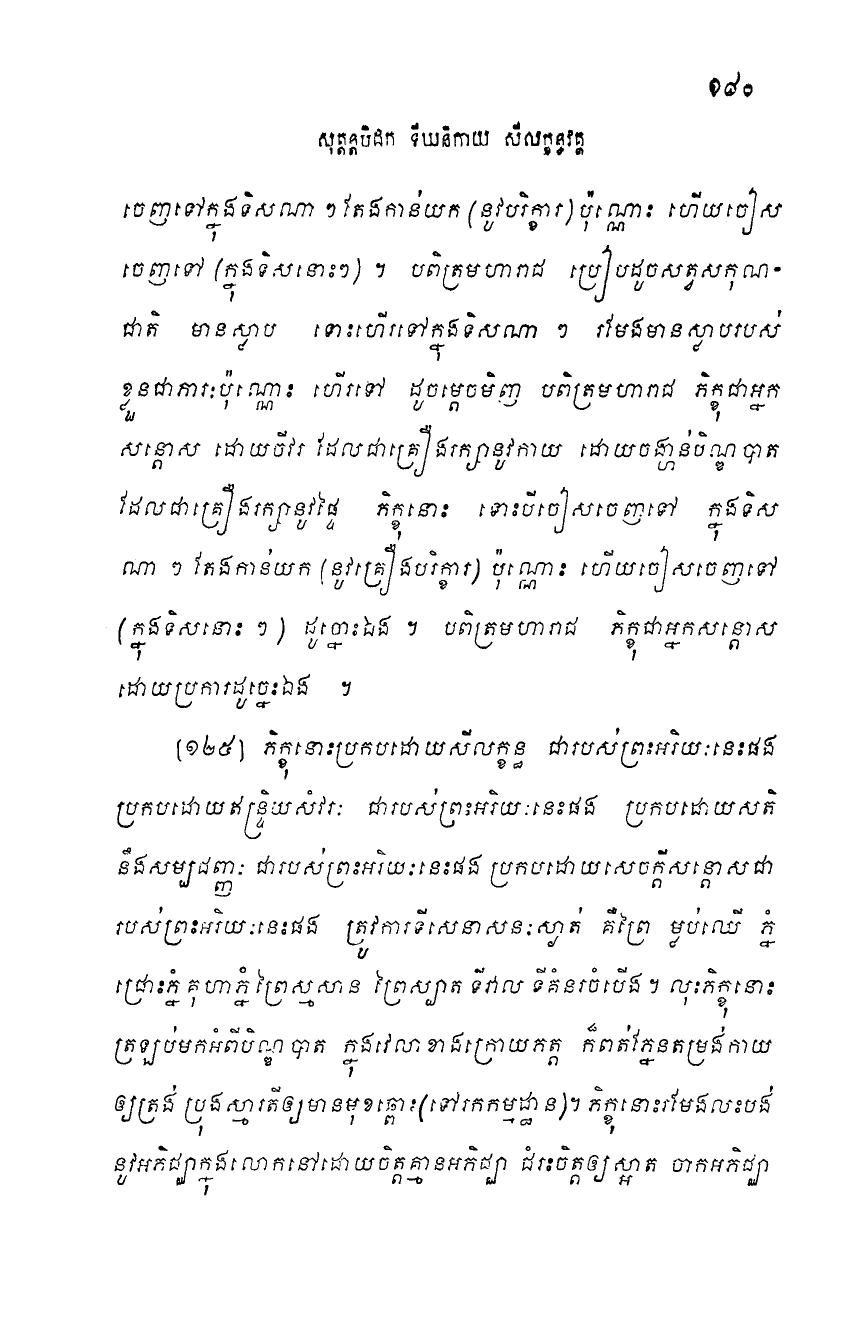 ១៩០
សុត្តន្តបិដក ទីឃនិកាយ សីលក្ខន្ធវគ្គ
ចេញទៅក្នុងទិសណា ៗ តែងកាន់យក (នូវបរិក្ខារ) ប៉ុណ្ណោះ ហើយចៀស
ចេញទៅ (ក្នុងទិសនោះៗ) ។ បពិត្រមហារាជ ប្រៀបដូចសត្វសកុណ-
ជាតិ មានស្លាប ទោះហើរទៅក្នុងទិសណា ៗ រមែងមានស្លាបរបស់
ខ្លួនជាភារៈប៉ុណ្ណោះ ហើរទៅ ដូចម្តេចមិញ បពិត្រមហារាជ ភិក្ខុជាអ្នក
សន្តោស ដោយចីវរ ដែលជាគ្រឿងរក្សានូវកាយ ដោយចង្ហាន់បិណ្ឌបាត
ដែលជាគ្រឿងរក្សានូវផ្ទៃ ភិក្ខុនោះ ទោះបីចៀសចេញទៅ ក្នុងទិស
ណា ៗ តែងកាន់យក (នូវគ្រឿងបរិក្ខារ) ប៉ុណ្ណោះ ហើយចៀសចេញទៅ
(ក្នុងទិសនោះ ៗ) ដូច្នោះឯង ។ បពិត្រមហារាជ ភិក្ខុជាអ្នកសន្តោស
ដោយប្រការដូច្នេះឯង ។
(១២៥) ភិក្ខុនោះប្រកបដោយសីលក្ខន្ធ ជារបស់ព្រះអរិយៈនេះផង
ប្រកបដោយឥន្ទ្រិយសំវរៈ ជារបស់ព្រះអរិយៈនេះផង ប្រកបដោយសតិ
នឹងសម្បជញ្ញៈ ជារបស់ព្រះអរិយៈនេះផង ប្រកបដោយសេចក្តីសន្តោសជា
របស់ព្រះអរិយៈនេះផង ត្រូវការទីសេនាសនៈស្ងាត់ គឺព្រៃ ម្លប់ឈើ ភ្នំ
ជ្រោះភ្នំ គុហាភ្នំ ព្រៃស្មសាន ព្រៃស្បាត ទីវាល ទីគំនរចំបើង ។ លុះភិក្ខុនោះ
ត្រឡប់មកអំពីបិណ្ឌបាត ក្នុងវេលាខាងក្រោយភត្ត ក៏ពត់ភ្នែនតម្រង់កាយ
ឲ្យត្រង់ ប្រុងស្មារតីឲ្យមានមុខឆ្ពោះ(ទៅរកកម្មដ្ឋាន)។ ភិក្ខុនោះរមែងលះបង់
នូវអភិជ្ឈាក្នុងលោកនៅដោយចិត្តគ្មានអភិជ្ឈា ជំរះចិត្តឲ្យស្អាត ចាកអភិជ្ឈា